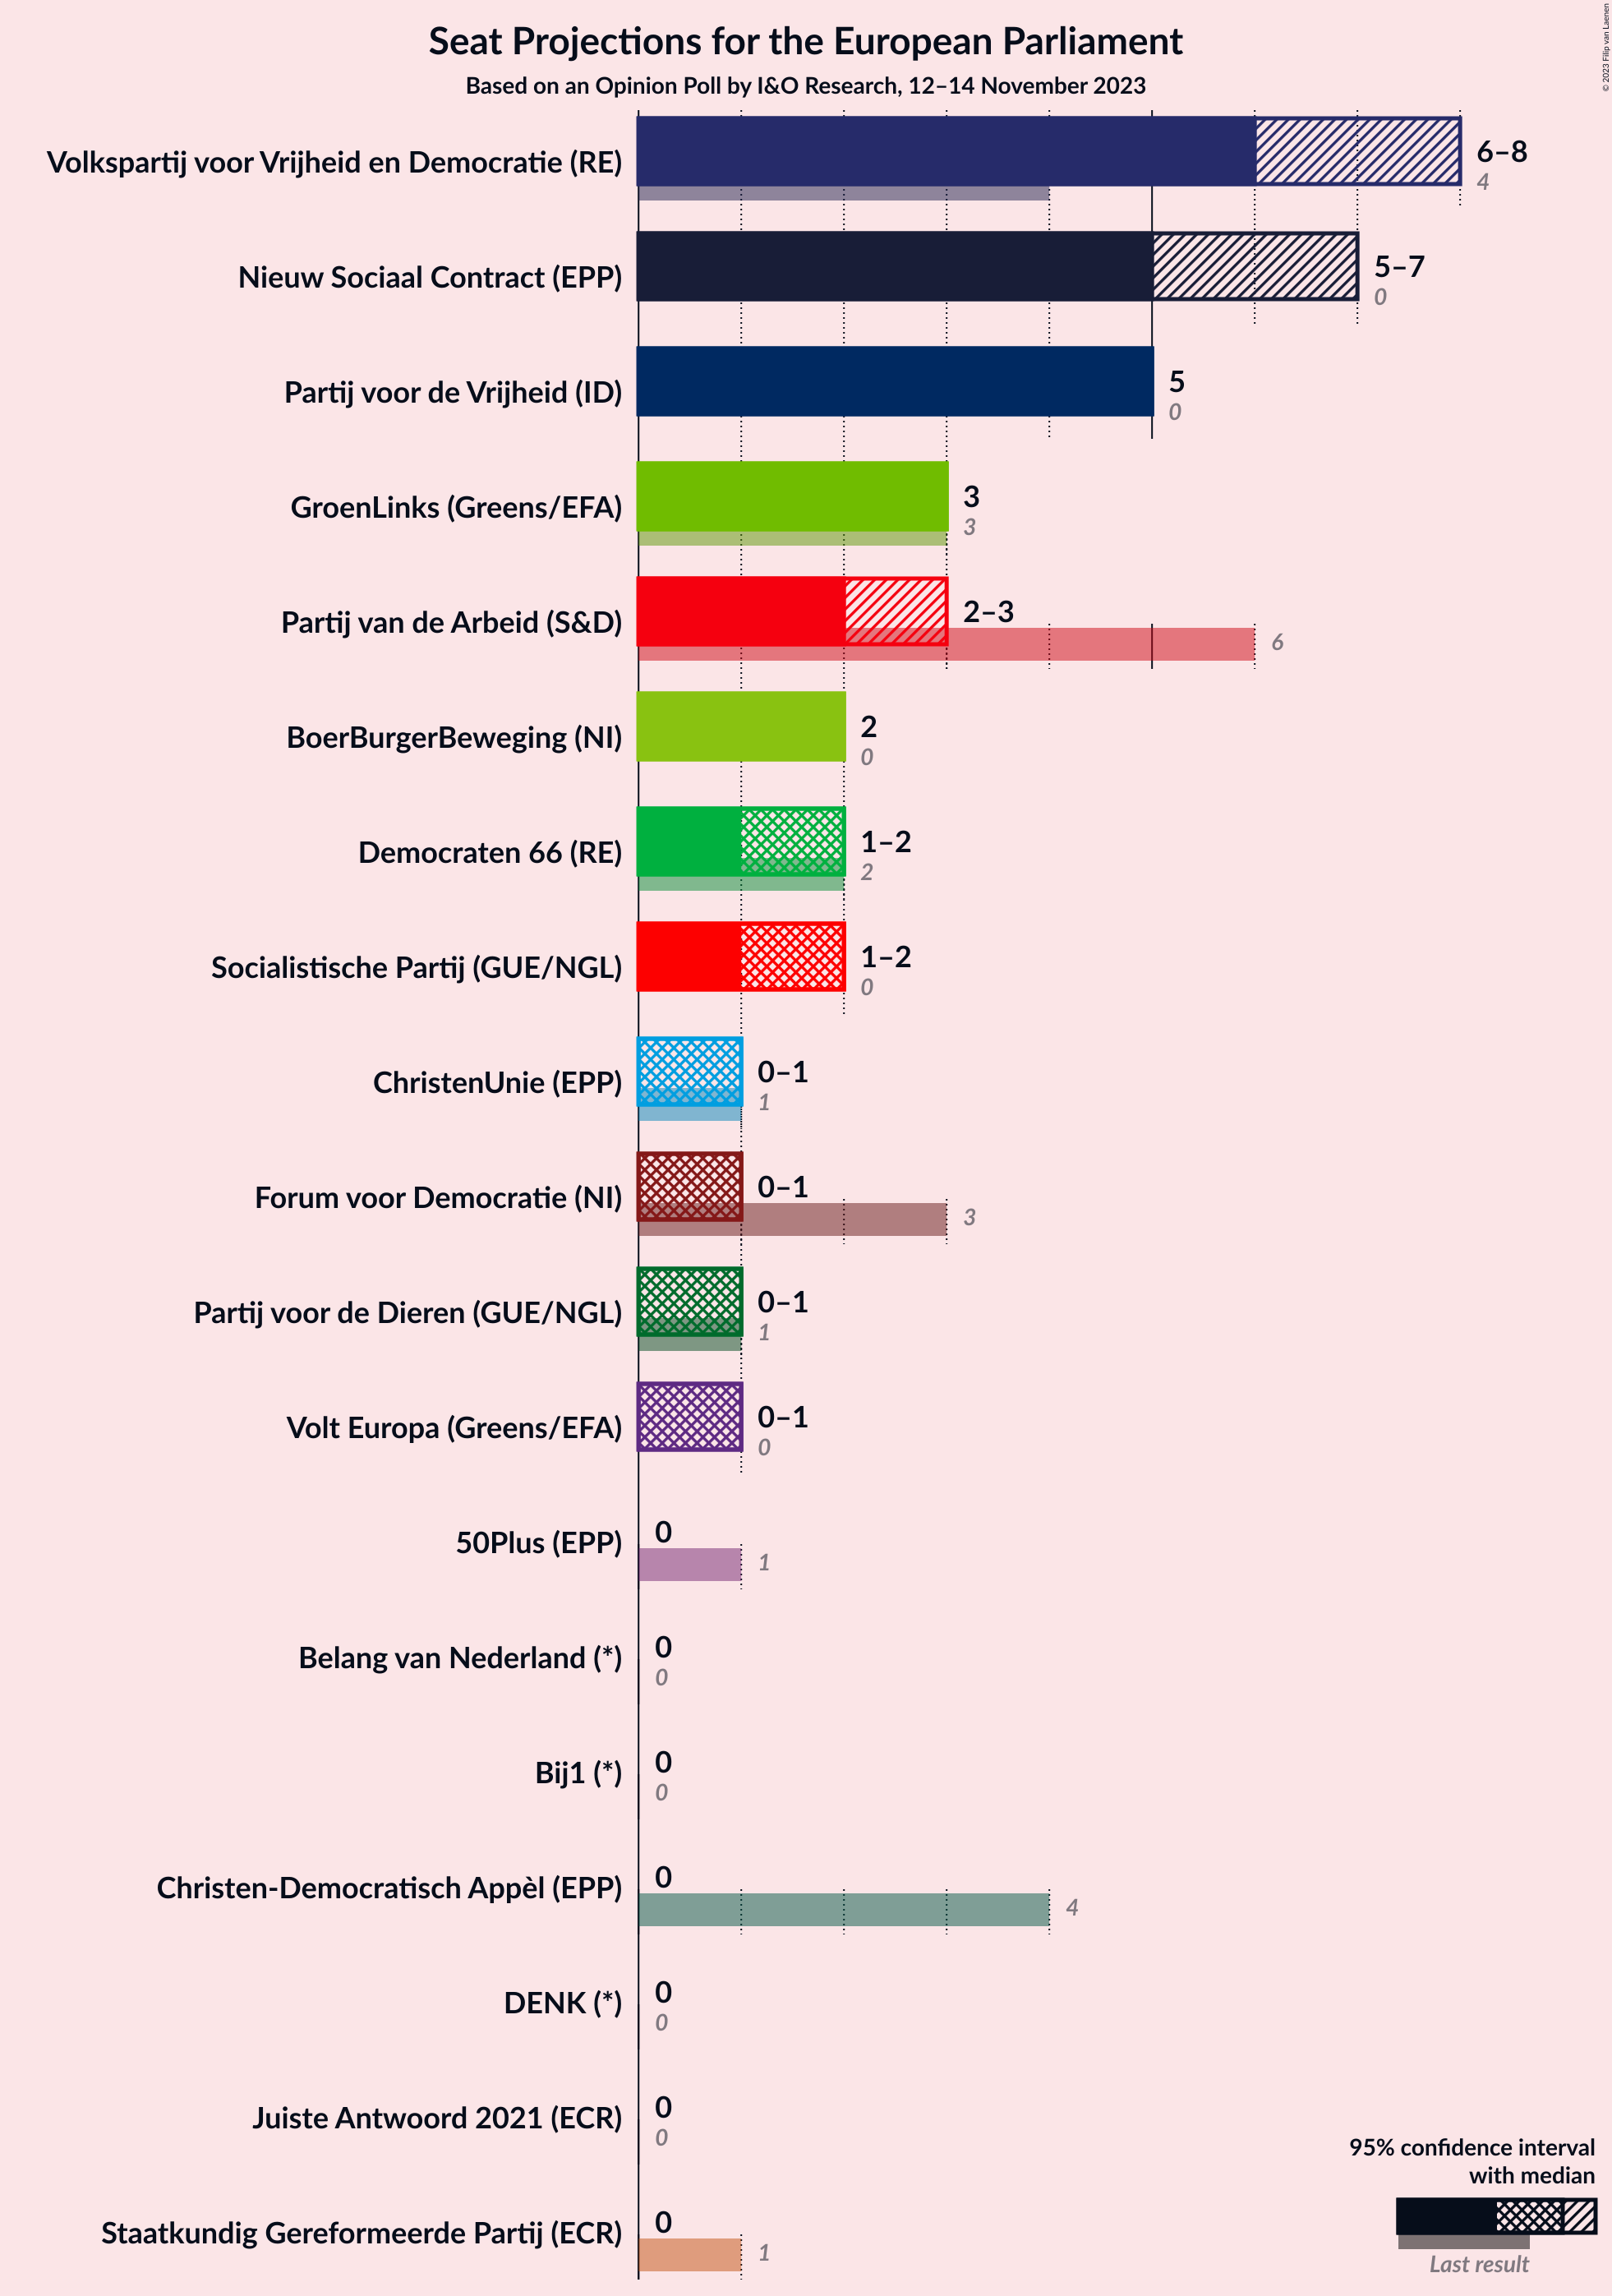 Seat Projections for the European Parliament
Based on an Opinion Poll by I&O Research, 12–14 November 2023
© 2023 Filip van Laenen
Volkspartij voor Vrijheid en Democratie (RE)
6–8
4
Nieuw Sociaal Contract (EPP)
5–7
0
Partij voor de Vrijheid (ID)
5
0
GroenLinks (Greens/EFA)
3
3
Partij van de Arbeid (S&D)
2–3
6
BoerBurgerBeweging (NI)
2
0
Democraten 66 (RE)
1–2
2
Socialistische Partij (GUE/NGL)
1–2
0
ChristenUnie (EPP)
0–1
1
Forum voor Democratie (NI)
0–1
3
Partij voor de Dieren (GUE/NGL)
0–1
1
Volt Europa (Greens/EFA)
0–1
0
50Plus (EPP)
0
1
Belang van Nederland (*)
0
0
Bij1 (*)
0
0
Christen-Democratisch Appèl (EPP)
0
4
DENK (*)
0
0
Juiste Antwoord 2021 (ECR)
0
0
Staatkundig Gereformeerde Partij (ECR)
0
1
95% confidence interval
with median
Last result